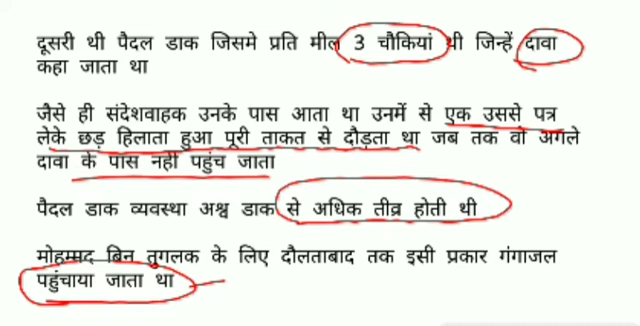 दूसरी थी पैदल डाक जिसमे प्रति मील 3 चौकियां थी जिन्हें दावा
कहा जाता था
जैसे ही संदेशवाहक उनके पास आता था उनमें से एक उससे पत्र
लेके छड़ हिलाता हुआ पूरी ताकत से दौड़ता था जब तक वो अगले
दावा के पास नहीं पहुंच जाता
पैदल डाक व्यवस्था अश्व डाक से अधिक तीव्र होती थी
मोहम्मद बिन तुगलक के लिए दौलताबाद तक इसी प्रकार गंगाजल
पहुंचाया जाता था